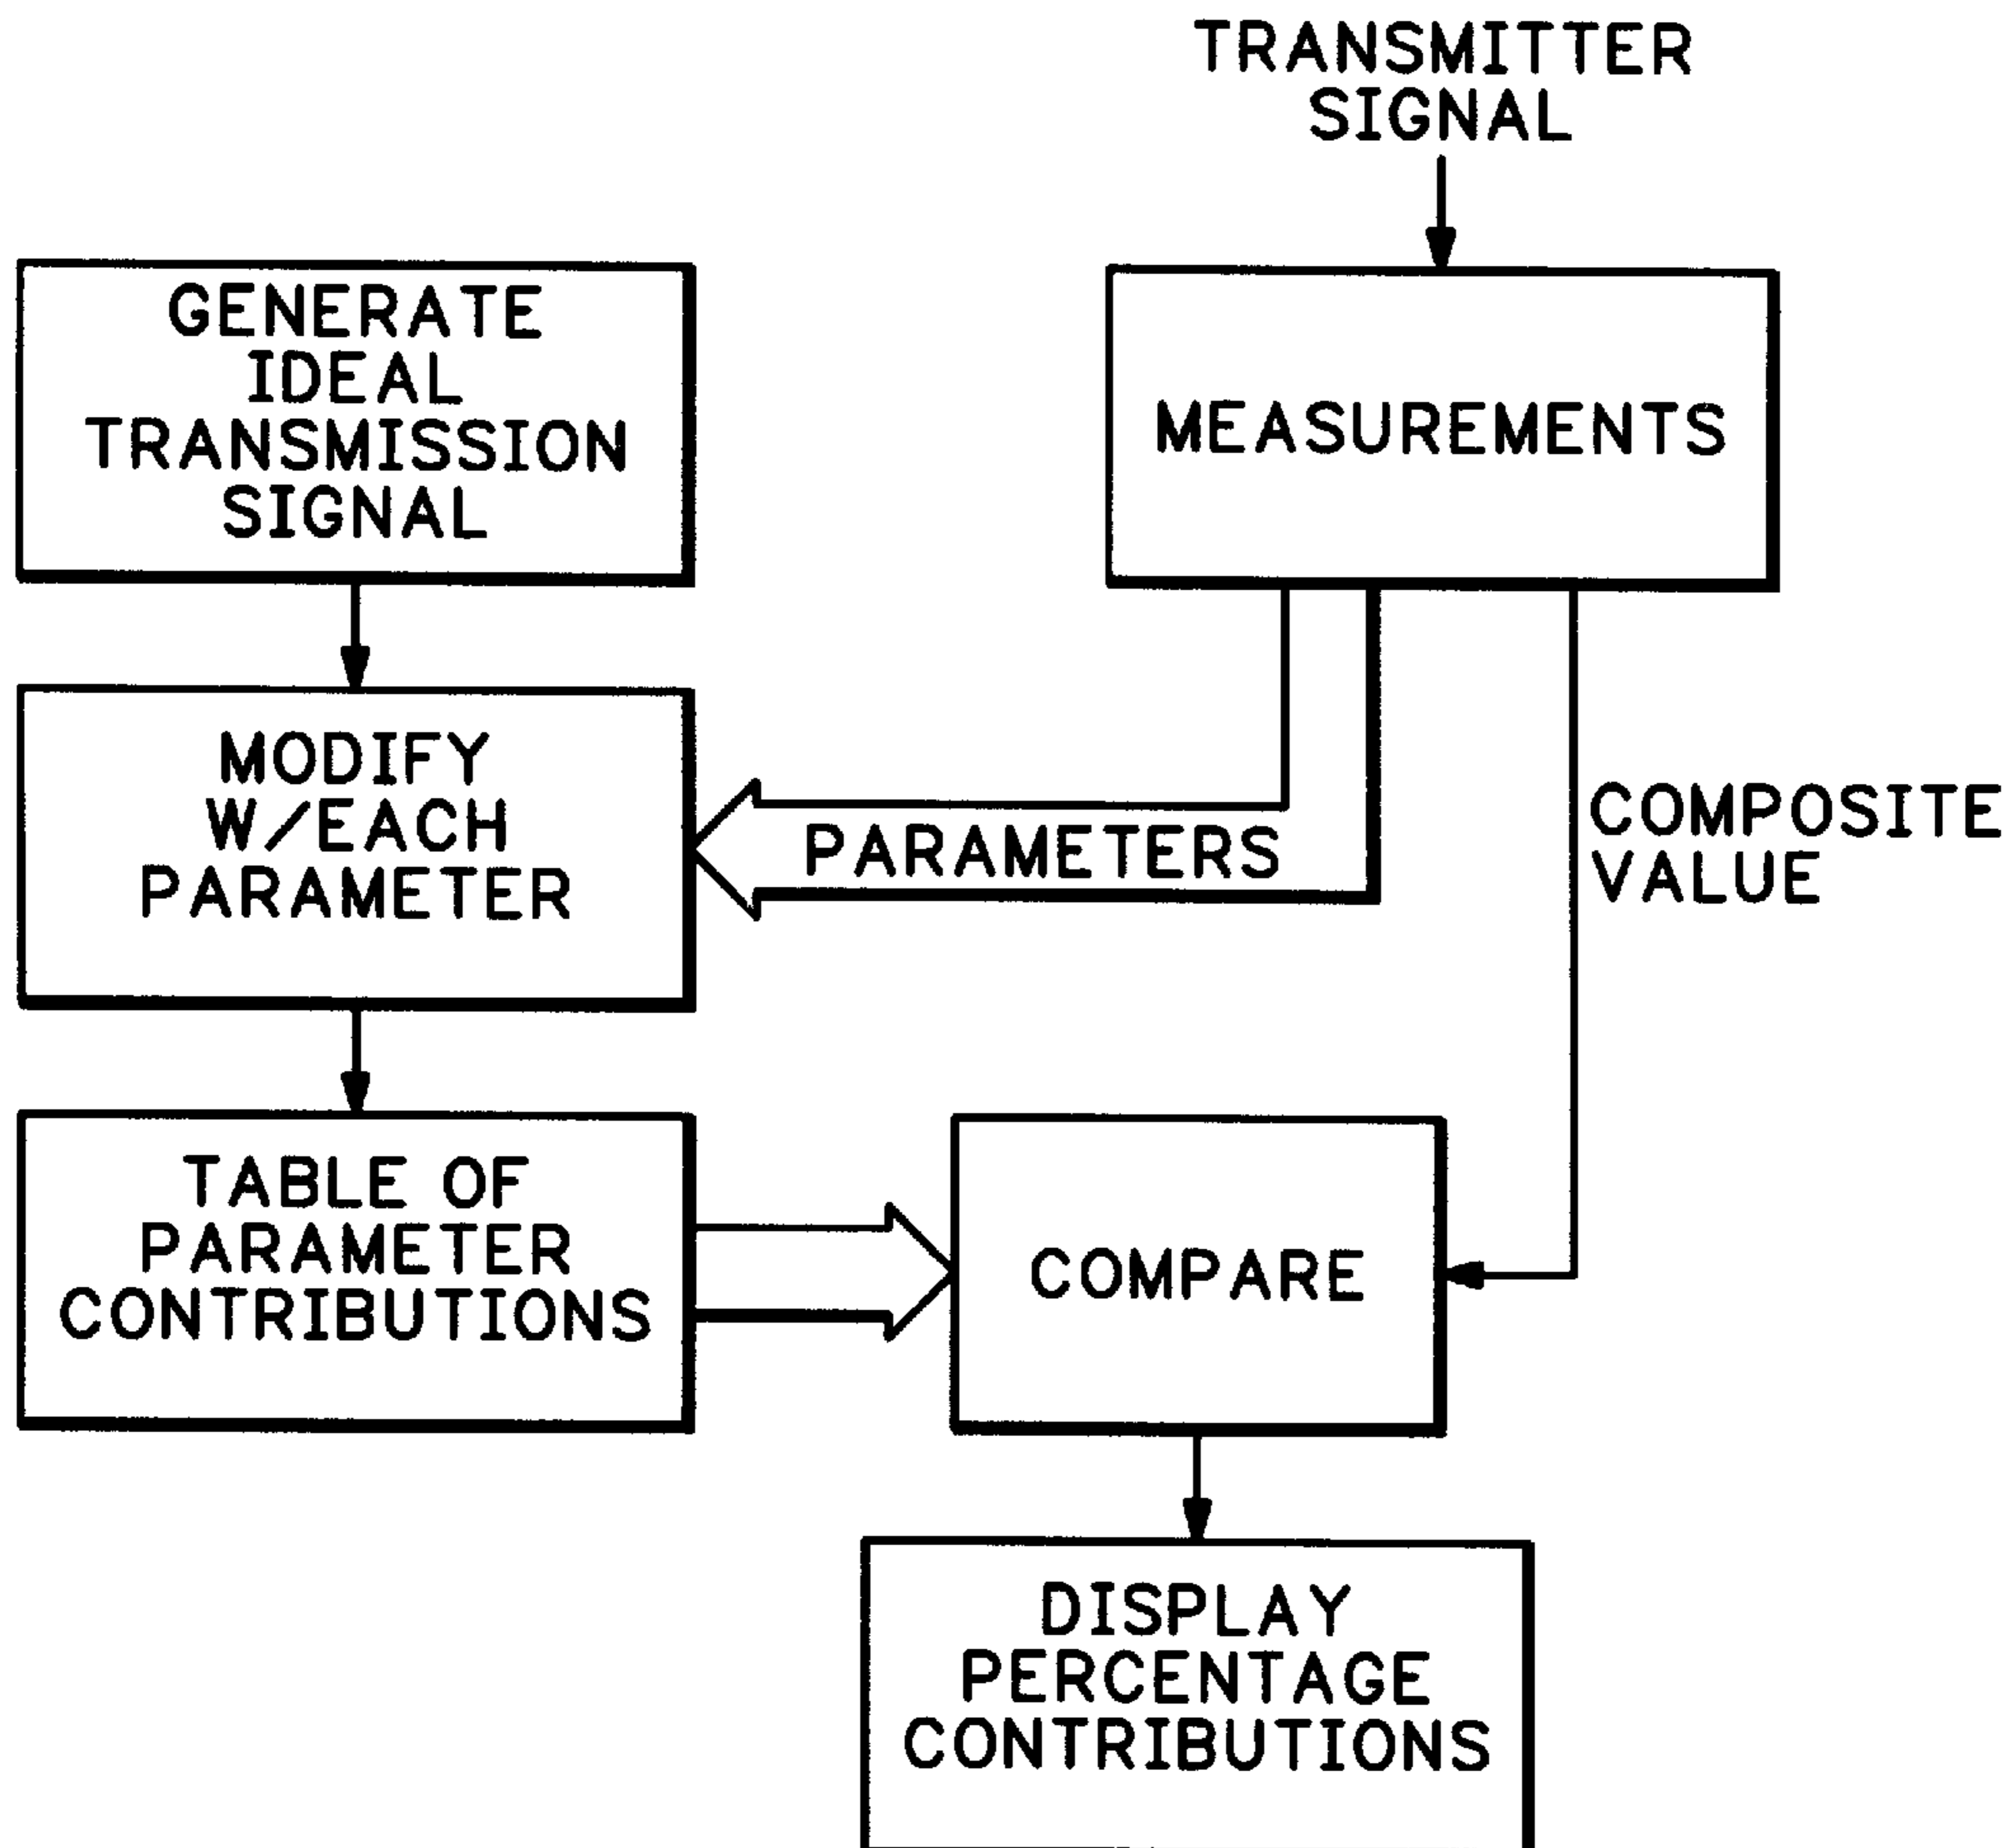 TRANSMITTER
SIGNAL
GENERATE
IDEAL
TRANSMISSION
SIGNAL
MEASUREMENTS
MODIFY
W/EACH
PARAMETER
PARAMETERS
COMPOSITE
VALUE
TABLE OF
PARAMETER
CONTRIBUTIONS
COMPARE
DISPLAY
PERCENTAGE
CONTRIBUTIONS